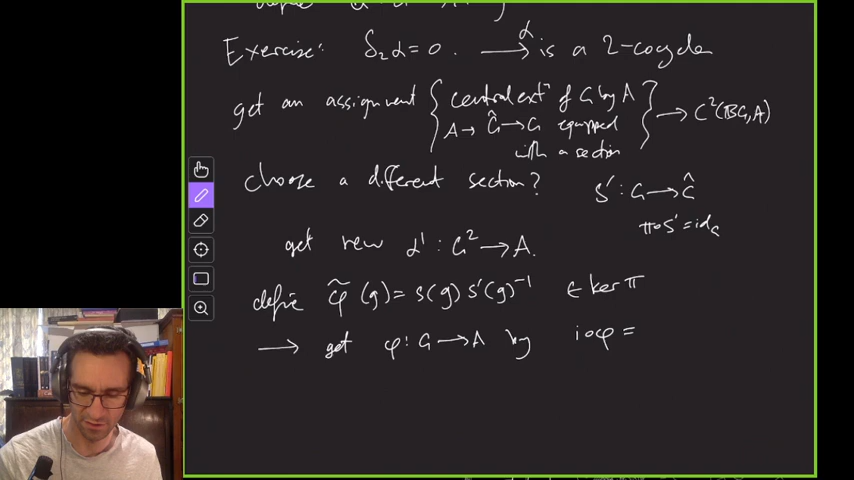 Exercise: δ₂α = 0. ⟶ α is a 2-cocycle
get an assignment { central extⁿ of G by A
A → Ĝ → G equipped with a section } → C²(BG, A)
choose a different section? s' : G → Ĝ
π∘s' = id_G
get new α' : G² → A.
define φ̃(g) = s(g) s'(g)⁻¹ ∈ ker π
⟶ get φ : G → A by i∘φ =